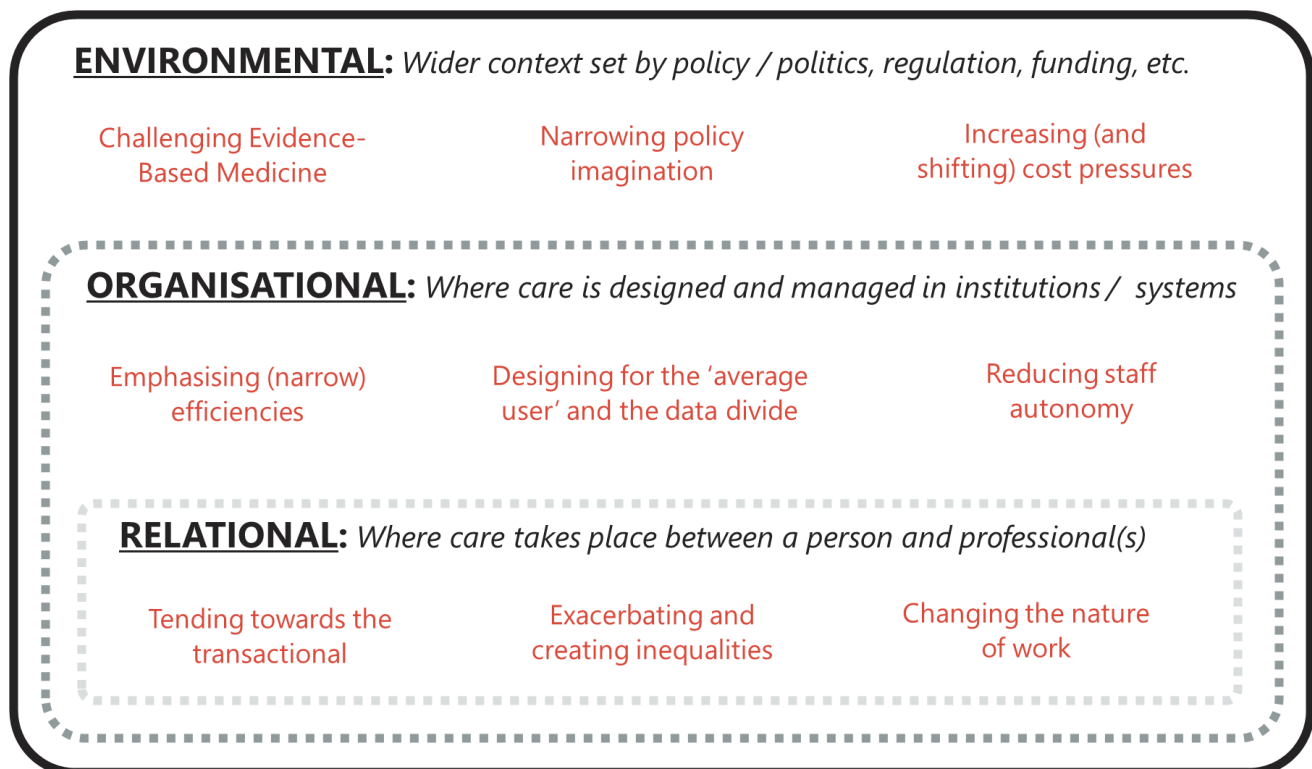 ENVIRONMENTAL: Wider context set by policy / politics, regulation, funding, etc.
Challenging Evidence-
Based Medicine
Narrowing policy
imagination
Increasing (and
shifting) cost pressures
ORGANISATIONAL: Where care is designed and managed in institutions / systems
Emphasising (narrow)
efficiencies
Designing for the ‘average
user‘ and the data divide
Reducing staff
autonomy
RELATIONAL: Where care takes place between a person and professional(s)
Tending towards the
transactional
Exacerbating and
creating inequalities
Changing the nature
of work